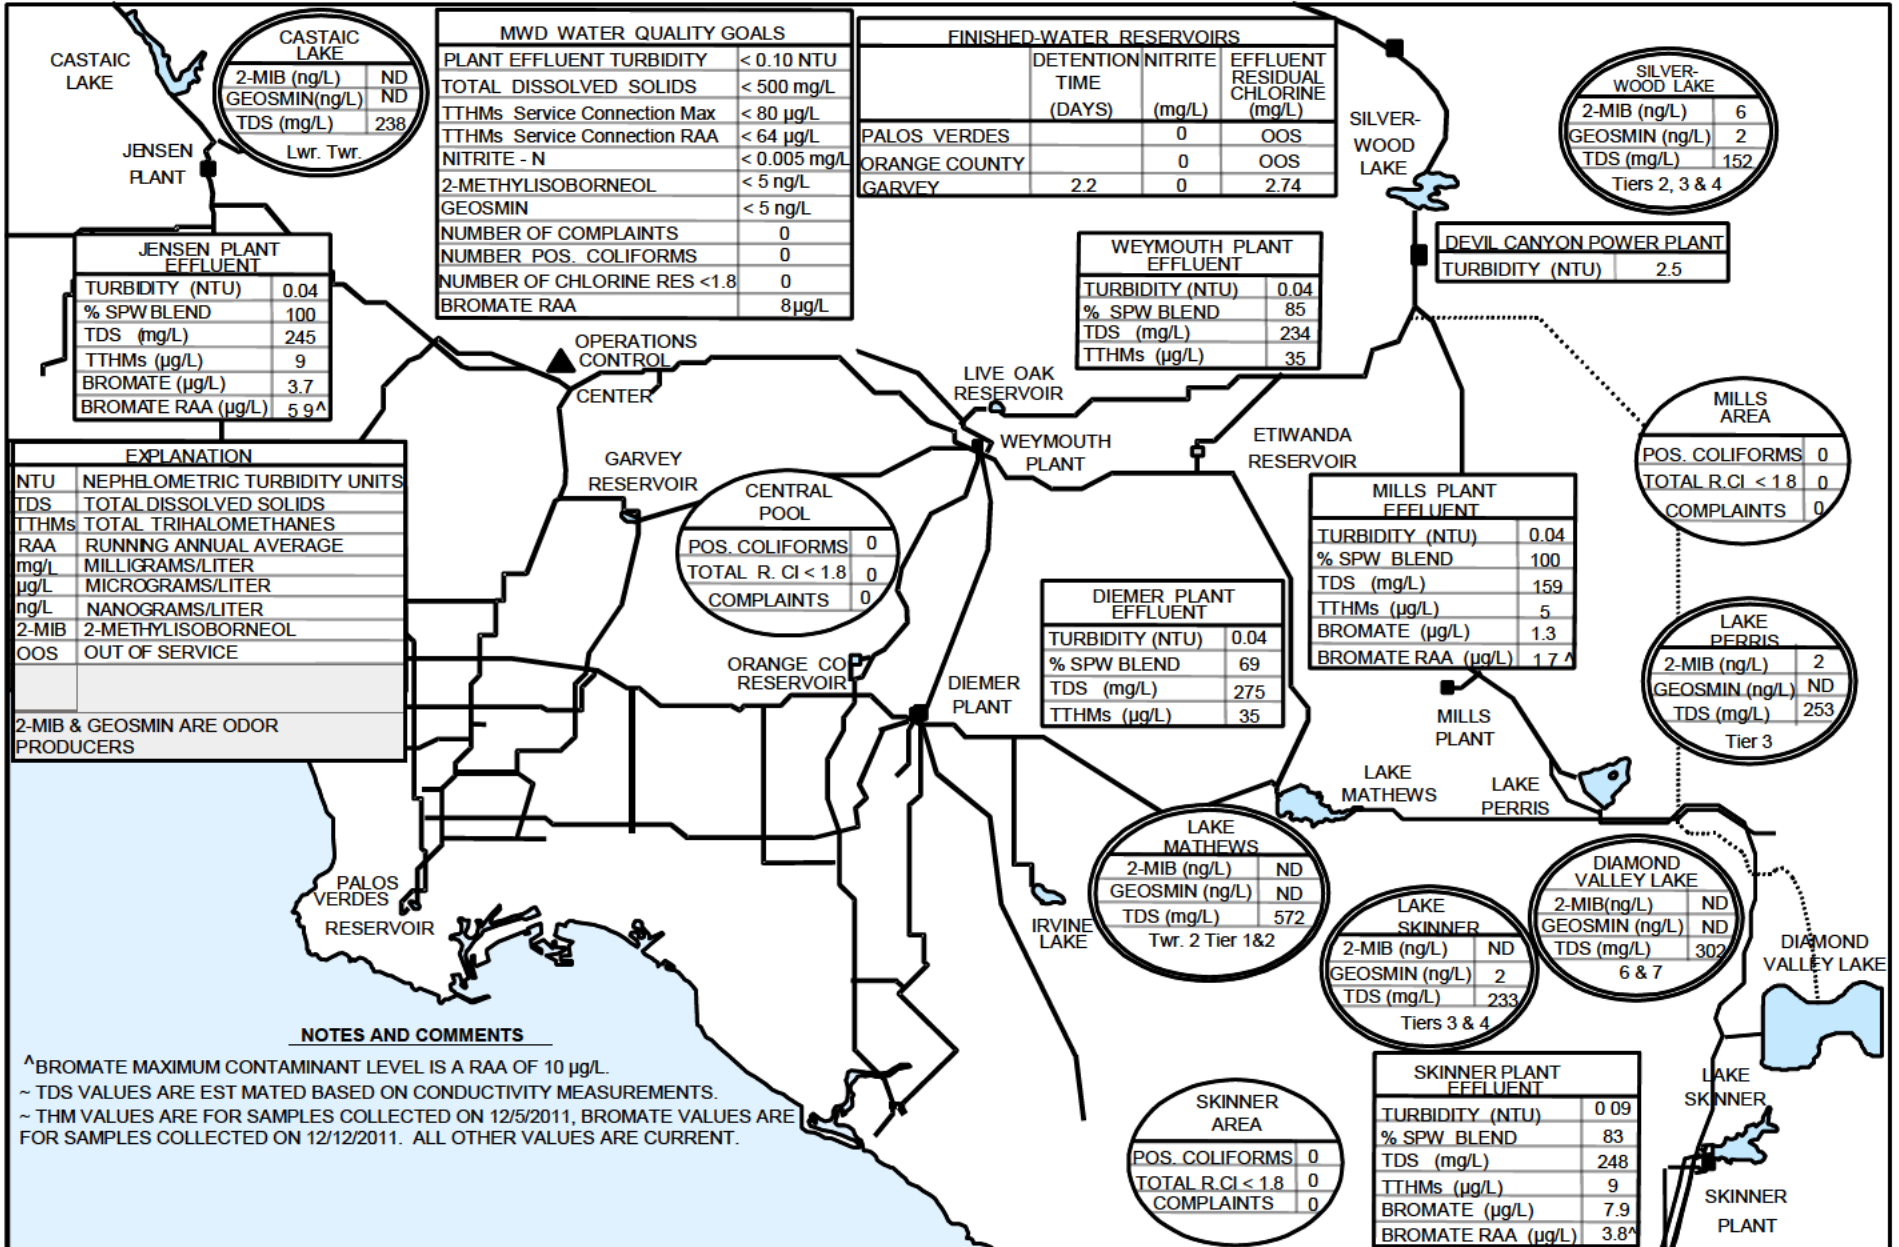 CASTAIC
LAKE
CASTAIC
LAKE
2-MIB (ng/L) ND
GEOSMIN(ng/L) ND
TDS (mg/L) 238
Lwr. Twr.
JENSEN
PLANT
MWD WATER QUALITY GOALS
PLANT EFFLUENT TURBIDITY < 0.10 NTU
TOTAL DISSOLVED SOLIDS < 500 mg/L
TTHMs Service Connection Max < 80 µg/L
TTHMs Service Connection RAA < 64 µg/L
NITRITE - N < 0.005 mg/L
2-METHYLISOBORNEOL < 5 ng/L
GEOSMIN < 5 ng/L
NUMBER OF COMPLAINTS 0
NUMBER POS. COLIFORMS 0
NUMBER OF CHLORINE RES <1.8 0
BROMATE RAA 8µg/L
FINISHED-WATER RESERVOIRS
DETENTION NITRITE EFFLUENT
TIME RESIDUAL
CHLORINE
(DAYS) (mg/L) (mg/L)
PALOS VERDES 0 OOS
ORANGE COUNTY 0 OOS
GARVEY 2.2 0 2.74
SILVER-
WOOD
LAKE
SILVER-
WOOD LAKE
2-MIB (ng/L) 6
GEOSMIN (ng/L) 2
TDS (mg/L) 152
Tiers 2, 3 & 4
DEVIL CANYON POWER PLANT
TURBIDITY (NTU) 2.5
JENSEN PLANT
EFFLUENT
TURBIDITY (NTU) 0.04
% SPW BLEND 100
TDS (mg/L) 245
TTHMs (µg/L) 9
BROMATE (µg/L) 3.7
BROMATE RAA (µg/L) 5 9^
WEYMOUTH PLANT
EFFLUENT
TURBIDITY (NTU) 0.04
% SPW BLEND 85
TDS (mg/L) 234
TTHMs (µg/L) 35
OPERATIONS
CONTROL
CENTER
LIVE OAK
RESERVOIR
WEYMOUTH
PLANT
ETIWANDA
RESERVOIR
GARVEY
RESERVOIR
MILLS
AREA
POS. COLIFORMS 0
TOTAL R.Cl < 1 8 0
COMPLAINTS 0
EXPLANATION
NTU NEPHELOMETRIC TURBIDITY UNITS
TDS TOTAL DISSOLVED SOLIDS
TTHMs TOTAL TRIHALOMETHANES
RAA RUNNING ANNUAL AVERAGE
mg/L MILLIGRAMS/LITER
µg/L MICROGRAMS/LITER
ng/L NANOGRAMS/LITER
2-MIB 2-METHYLISOBORNEOL
OOS OUT OF SERVICE
2-MIB & GEOSMIN ARE ODOR
PRODUCERS
CENTRAL
POOL
POS. COLIFORMS 0
TOTAL R. Cl < 1.8 0
COMPLAINTS 0
MILLS PLANT
EFFLUENT
TURBIDITY (NTU) 0.04
% SPW BLEND 100
TDS (mg/L) 159
TTHMs (µg/L) 5
BROMATE (µg/L) 1.3
BROMATE RAA (µg/L) 1 7 ^
DIEMER PLANT
EFFLUENT
TURBIDITY (NTU) 0.04
% SPW BLEND 69
TDS (mg/L) 275
TTHMs (µg/L) 35
LAKE
PERRIS
2-MIB (ng/L) 2
GEOSMIN (ng/L) ND
TDS (mg/L) 253
Tier 3
ORANGE CO
RESERVOIR
DIEMER
PLANT
MILLS
PLANT
LAKE
MATHEWS
LAKE
PERRIS
LAKE
MATHEWS
2-MIB (ng/L) ND
GEOSMIN (ng/L) ND
TDS (mg/L) 572
Twr. 2 Tier 1&2
DIAMOND
VALLEY LAKE
2-MIB(ng/L) ND
GEOSMIN (ng/L) ND
TDS (mg/L) 302
6 & 7
PALOS
VERDES
RESERVOIR
IRVINE
LAKE
LAKE
SKINNER
2-MIB (ng/L) ND
GEOSMIN (ng/L) 2
TDS (mg/L) 233
Tiers 3 & 4
DIAMOND
VALLEY LAKE
NOTES AND COMMENTS
^BROMATE MAXIMUM CONTAMINANT LEVEL IS A RAA OF 10 µg/L.
~ TDS VALUES ARE EST MATED BASED ON CONDUCTIVITY MEASUREMENTS.
~ THM VALUES ARE FOR SAMPLES COLLECTED ON 12/5/2011, BROMATE VALUES ARE
FOR SAMPLES COLLECTED ON 12/12/2011. ALL OTHER VALUES ARE CURRENT.
SKINNER
AREA
POS. COLIFORMS 0
TOTAL R.Cl < 1.8 0
COMPLAINTS 0
SKINNER PLANT
EFFLUENT
TURBIDITY (NTU) 0 09
% SPW BLEND 83
TDS (mg/L) 248
TTHMs (µg/L) 9
BROMATE (µg/L) 7.9
BROMATE RAA (µg/L) 3.8^
LAKE
SKINNER
SKINNER
PLANT